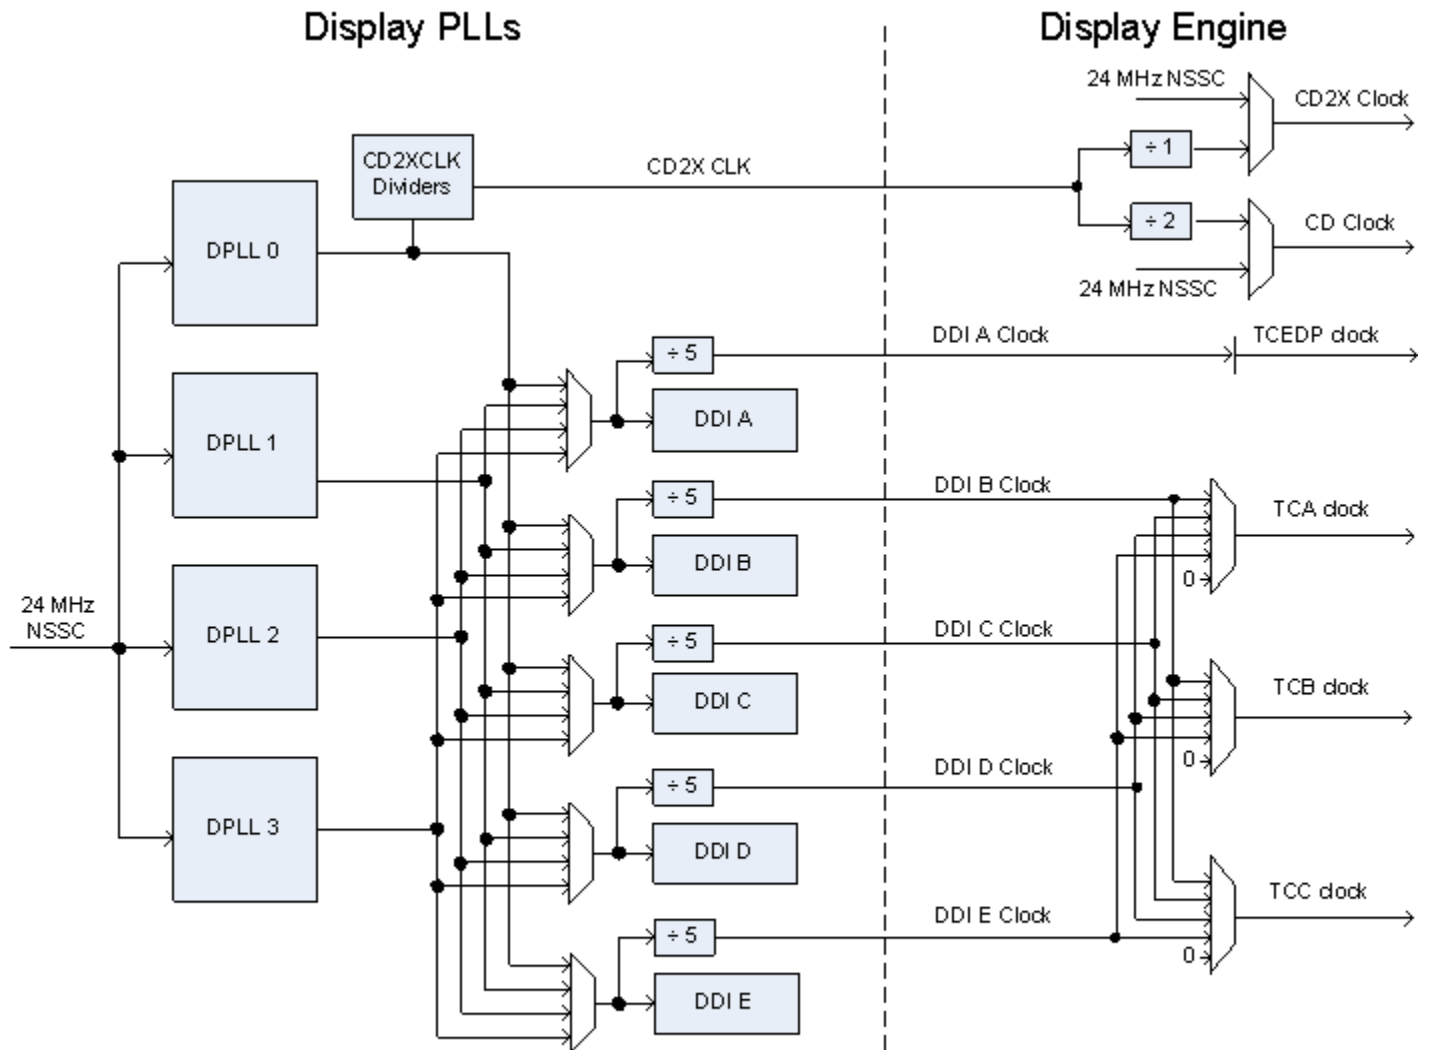 Display PLLs
Display Engine
24 MHz NSSC
CD2X Clock
CD2XCLK
Dividers
CD2X CLK
÷ 1
÷ 2
CD Clock
24 MHz NSSC
DPLL 0
DDI A Clock
TCEDP clock
÷ 5
DDI A
DPLL 1
DDI B Clock
÷ 5
TCA clock
DDI B
0
24 MHz
NSSC
DPLL 2
DDI C Clock
÷ 5
DDI C
TCB clock
0
DDI D Clock
÷ 5
DPLL 3
DDI D
TCC clock
DDI E Clock
÷ 5
0
DDI E